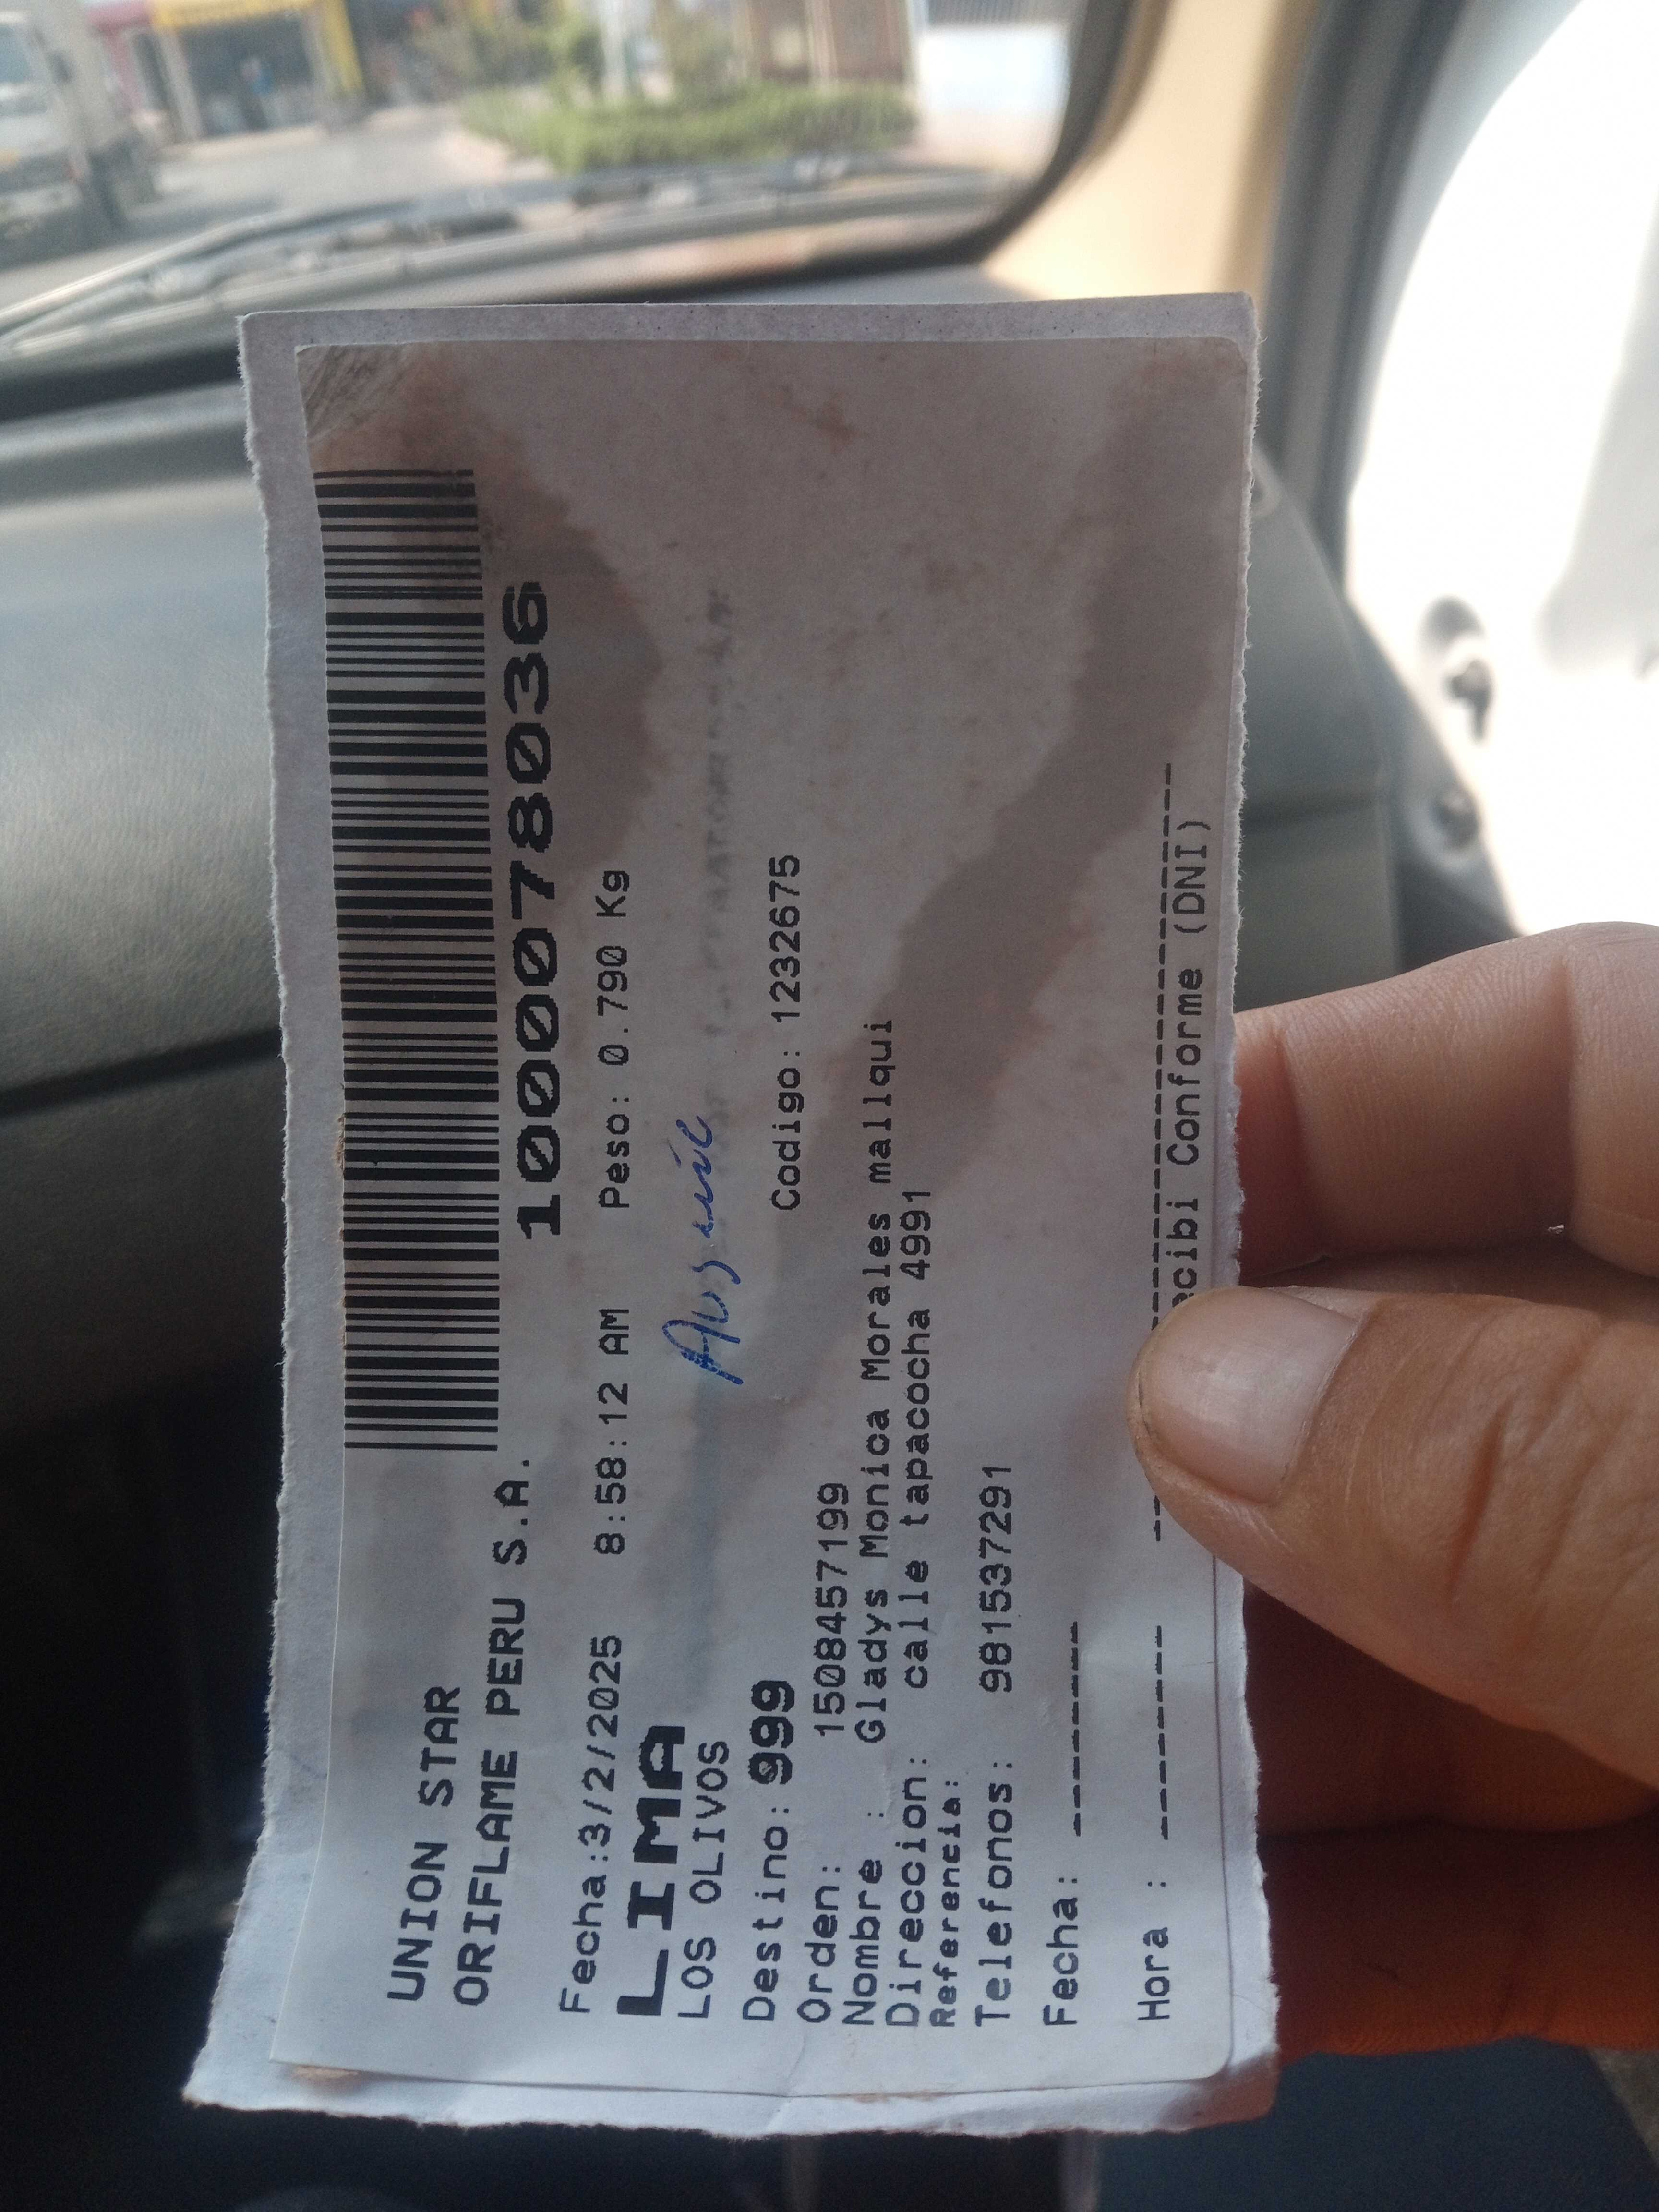 UNION STAR
ORIFLAME PERU S.A.
1000078036
Fecha:3/2/2025 8:58:12 AM Peso: 0.790 Kg
LIMA
LOS OLIVOS
Destino: 999 Codigo: 1232675
Orden: 1508457199
Nombre : Gladys Monica Morales mallqui
Direccion: calle tapacocha 4991
Referencia:
Telefonos: 981537291
Fecha: -------
Hora : -------
ecibi Conforme (DNI)